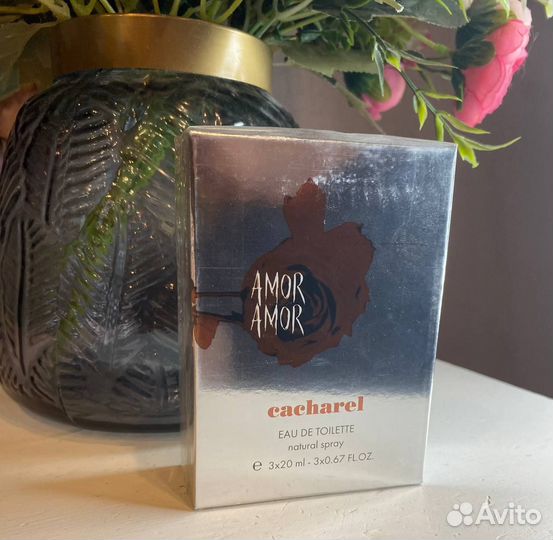 AMOR
AMOR
cacharel
EAU DE TOILETTE
natural spray
℮ 3x20 ml - 3x0.67 FL.OZ.
Avito